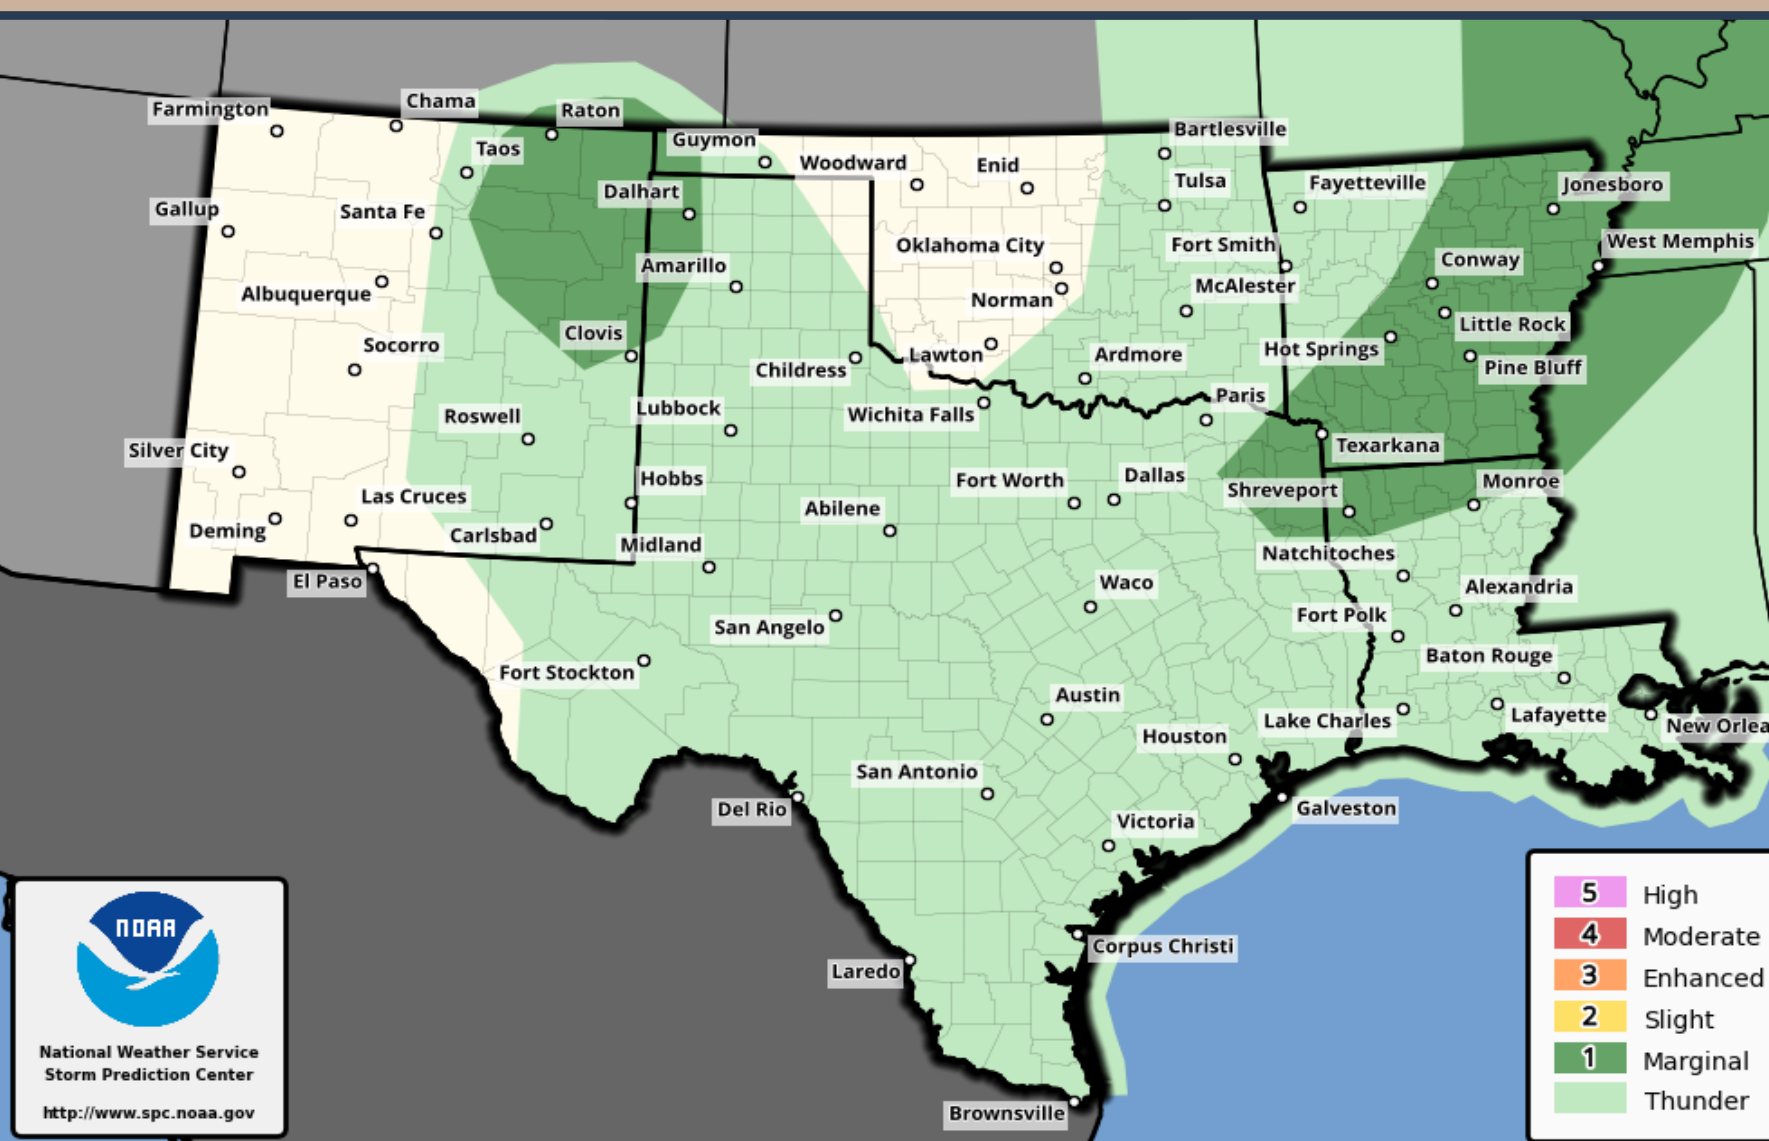 Farmington
Chama
Raton
Taos
Guymon
Woodward
Enid
Bartlesville
Tulsa
Fayetteville
Jonesboro
Dalhart
Gallup
Santa Fe
Oklahoma City
Fort Smith
West Memphis
Conway
Amarillo
Albuquerque
Norman
McAlester
Little Rock
Clovis
Socorro
Lawton
Ardmore
Hot Springs
Pine Bluff
Childress
Paris
Roswell
Lubbock
Wichita Falls
Texarkana
Silver City
Las Cruces
Hobbs
Fort Worth
Dallas
Shreveport
Monroe
Abilene
Deming
Carlsbad
Midland
Natchitoches
El Paso
Waco
Alexandria
San Angelo
Fort Polk
Fort Stockton
Baton Rouge
Austin
Lake Charles
Lafayette
New Orlea
Houston
San Antonio
Del Rio
Galveston
Victoria
Corpus Christi
Laredo
Brownsville
NOAA
National Weather Service
Storm Prediction Center
http://www.spc.noaa.gov
5 High
4 Moderate
3 Enhanced
2 Slight
1 Marginal
Thunder